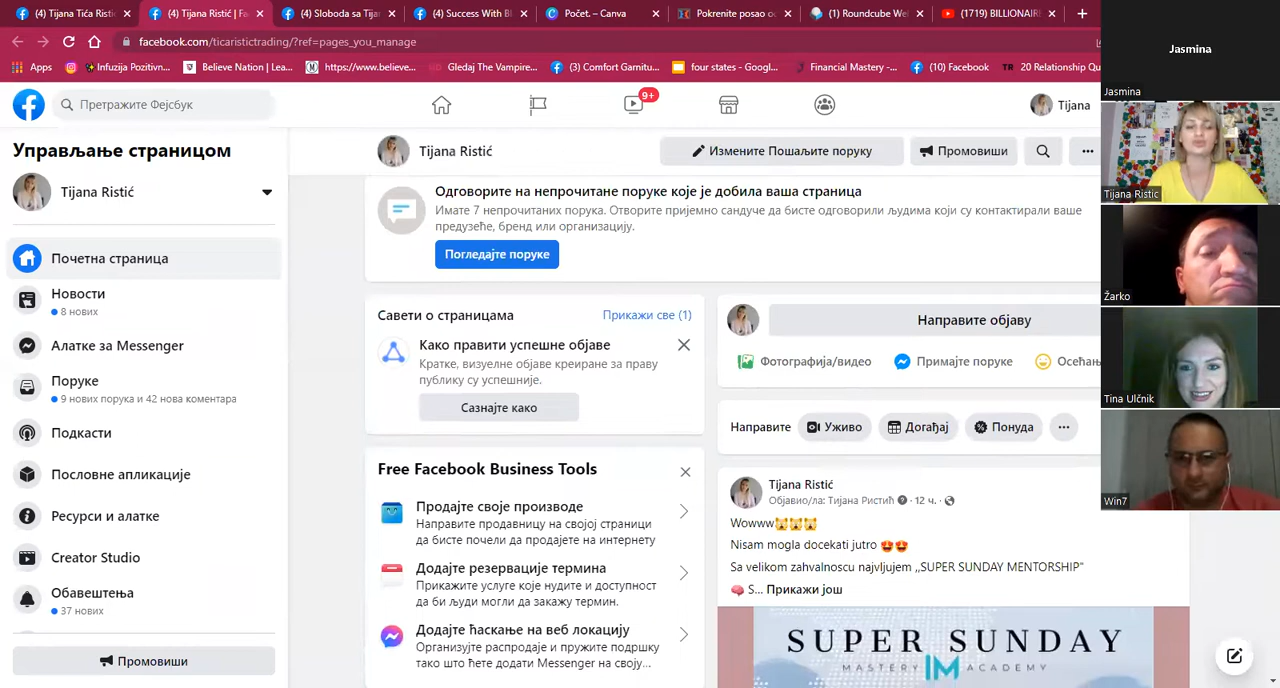 (4) Tijana Tića Ristić
(4) Tijana Ristić | Fa
(4) Sloboda sa Tijan
(4) Success With Bl
Počet. – Canva
Pokrenite posao o
(1) Roundcube We
(1719) BILLIONAIR
facebook.com/ticaristictrading/?ref=pages_you_manage
Apps
Infuzija Pozitivn...
Believe Nation | Lea...
https://www.believe...
Gledaj The Vampire...
(3) Comfort Garnitu...
four states - Googl...
Financial Mastery -...
(10) Facebook
20 Relationship Qu
Претражите Фејсбук
9+
Tijana
Управљање страницом
Tijana Ristić
Почетна страница
Новости
8 нових
Алатке за Messenger
Поруке
9 нових порука и 42 нова коментара
Подкасти
Пословне апликације
Ресурси и алатке
Creator Studio
Обавештења
37 нових
Промовиши
Tijana Ristić
Измените Пошаљите поруку
Промовиши
Одговорите на непрочитане поруке које је добила ваша страница
Имате 7 непрочитаних порука. Отворите пријемно сандуче да бисте одговорили људима који су контактирали ваше
предузеће, бренд или организацију.
Погледајте поруке
Савети о страницама
Прикажи све (1)
Како правити успешне објаве
Кратке, визуелне објаве креиране за праву
публику су успешније.
Сазнајте како
Free Facebook Business Tools
Продајте своје производе
Направите продавницу на својој страници
да бисте почели да продајете на интернету
Додајте резервације термина
Прикажите услуге које нудите и доступност
да би људи могли да закажу термин.
Додајте ћаскање на веб локацију
Организујте распродаје и пружите подршку
тако што ћете додати Messenger на своју...
Направите објаву
Фотографија/видео
Примајте поруке
Осећањ
Направите
Уживо
Догађај
Понуда
Tijana Ristić
Објавио/ла: Тијана Ристић · 12 ч. ·
Wowww
Nisam mogla docekati jutro
Sa velikom zahvalnoscu najvljujem ,,SUPER SUNDAY MENTORSHIP"
S... Прикажи још
SUPER SUNDAY
MASTERY IM ACADEMY
Jasmina
Jasmina
Tijana Ristic
Žarko
Tina Ulčnik
Win7